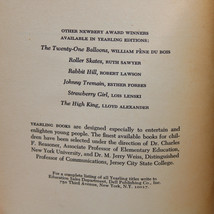 OTHER NEWBERY AWARD WINNERS
AVAILABLE IN YEARLING EDITIONS:
The Twenty-One Balloons, WILLIAM PÈNE DU BOIS
Roller Skates, RUTH SAWYER
Rabbit Hill, ROBERT LAWSON
Johnny Tremain, ESTHER FORBES
Strawberry Girl, LOIS LENSKI
The High King, LLOYD ALEXANDER
YEARLING BOOKS are designed especially to entertain and
enlighten young people. The finest available books for chil-
dren have been selected under the direction of Dr. Charles
F. Reasoner, Associate Professor of Elementary Education,
New York University, and Dr. M. Jerry Weiss, Distinguished
Professor of Communications, Jersey City State College.
For a complete listing of all Yearling titles write to
Education Sales Department, Dell Publishing Co., Inc.,
750 Third Avenue, New York, N.Y. 10017.